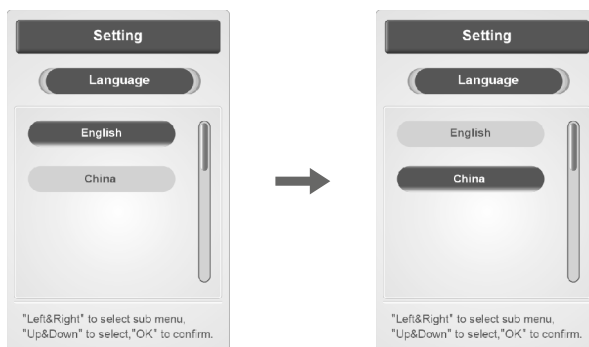 Setting
Language
English
China
"Left&Right" to select sub menu,
"Up&Down" to select,"OK" to confirm.
Setting
Language
English
China
"Left&Right" to select sub menu,
"Up&Down" to select,"OK" to confirm.